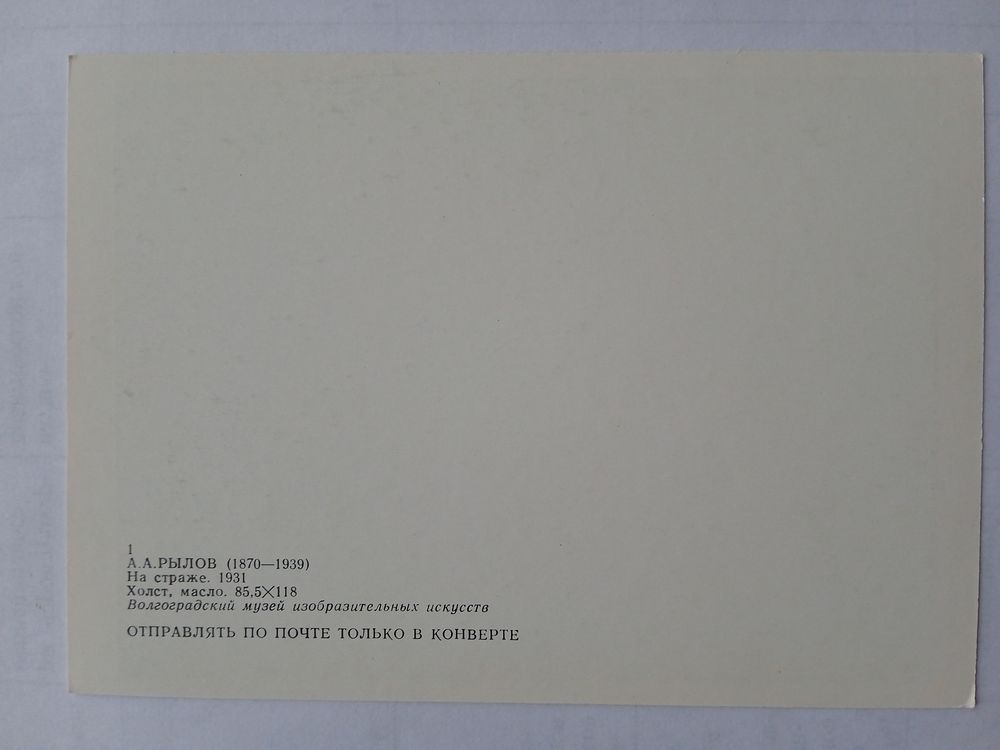 1
А.А.РЫЛОВ (1870—1939)
На страже. 1931
Холст, масло. 85,5×118
Волгоградский музей изобразительных искусств
ОТПРАВЛЯТЬ ПО ПОЧТЕ ТОЛЬКО В КОНВЕРТЕ